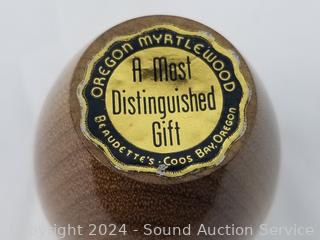 OREGON MYRTLEWOOD
A Most
Distinguished
Gift
BEAUDETTE'S · COOS BAY, OREGON
Copyright 2024 - Sound Auction Service